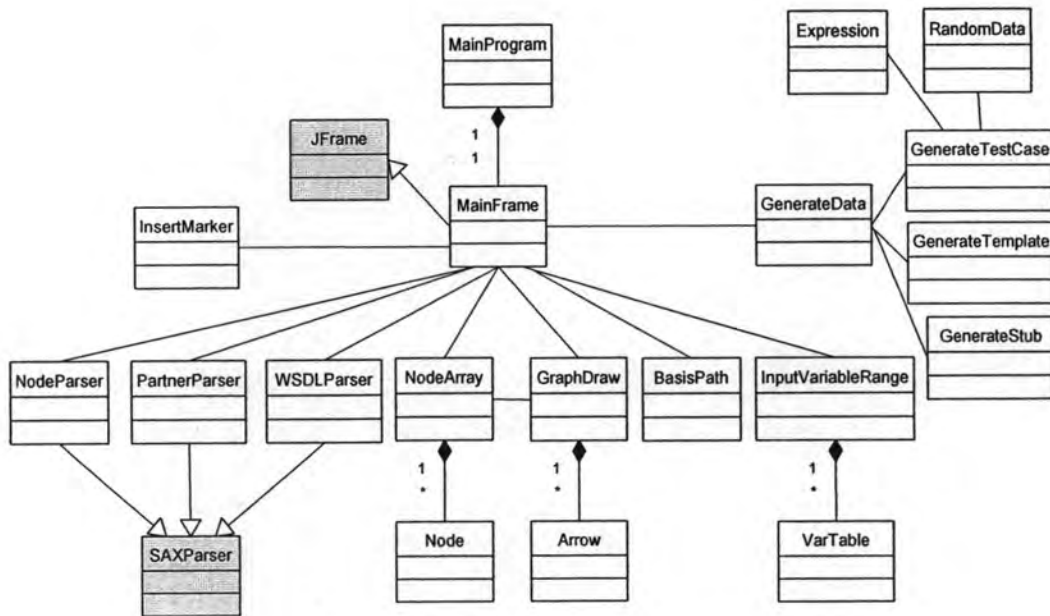 Expression
RandomData
MainProgram
1
1
JFrame
GenerateTestCase
MainFrame
GenerateData
InsertMarker
GenerateTemplate
GenerateStub
NodeParser
PartnerParser
WSDLParser
NodeArray
GraphDraw
BasisPath
InputVariableRange
1
*
1
*
1
*
SAXParser
Node
Arrow
VarTable